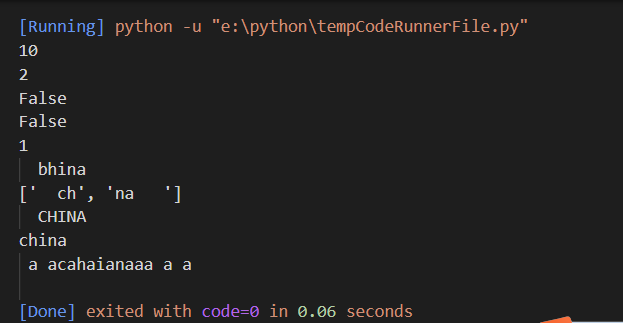 [Running] python -u "e:\python\tempCodeRunnerFile.py"
10
2
False
False
1
  bhina
['  ch', 'na   ']
  CHINA
china
 a acahaianaaa a a
[Done] exited with code=0 in 0.06 seconds